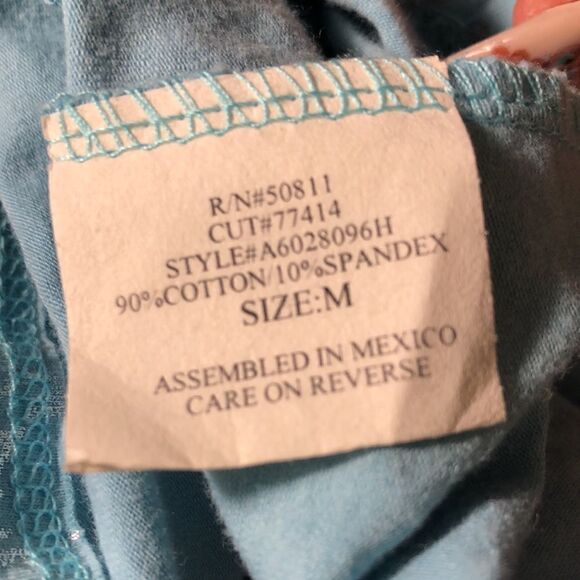 R/N#50811
CUT#77414
STYLE#A6028096H
90%COTTON/10%SPANDEX
SIZE:M
ASSEMBLED IN MEXICO
CARE ON REVERSE